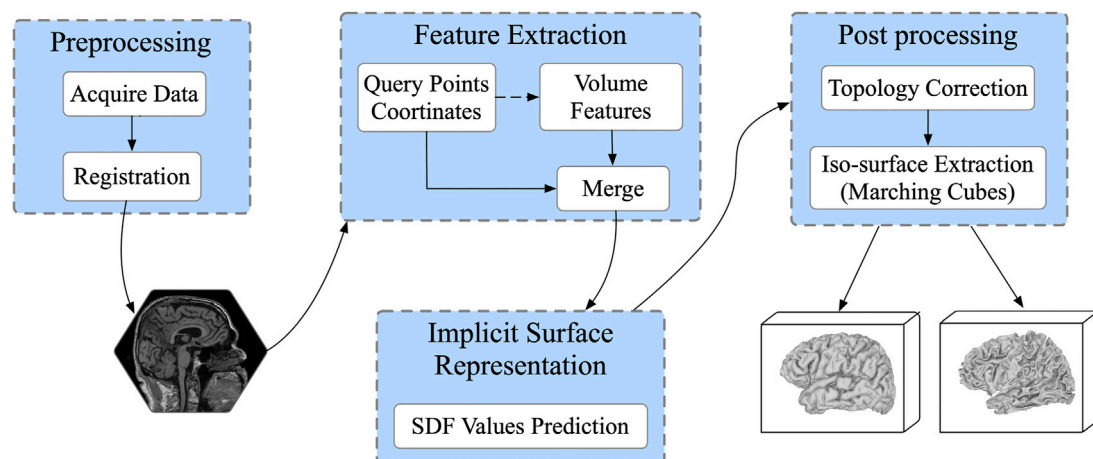 Preprocessing
Acquire Data
Registration
Feature Extraction
Query Points
Coortinates
Volume
Features
Merge
Implicit Surface
Representation
SDF Values Prediction
Post processing
Topology Correction
Iso-surface Extraction
(Marching Cubes)